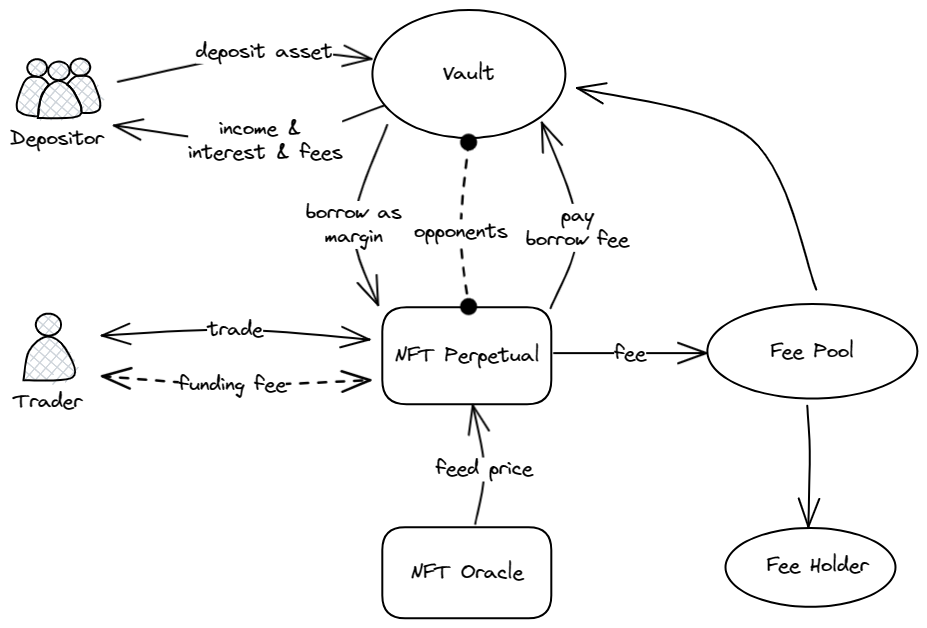 deposit asset
Vault
Depositor
income &
interest & fees
borrow as
margin
opponents
pay
borrow fee
trade
NFT Perpetual
fee
Fee Pool
funding fee
Trader
feed price
NFT Oracle
Fee Holder